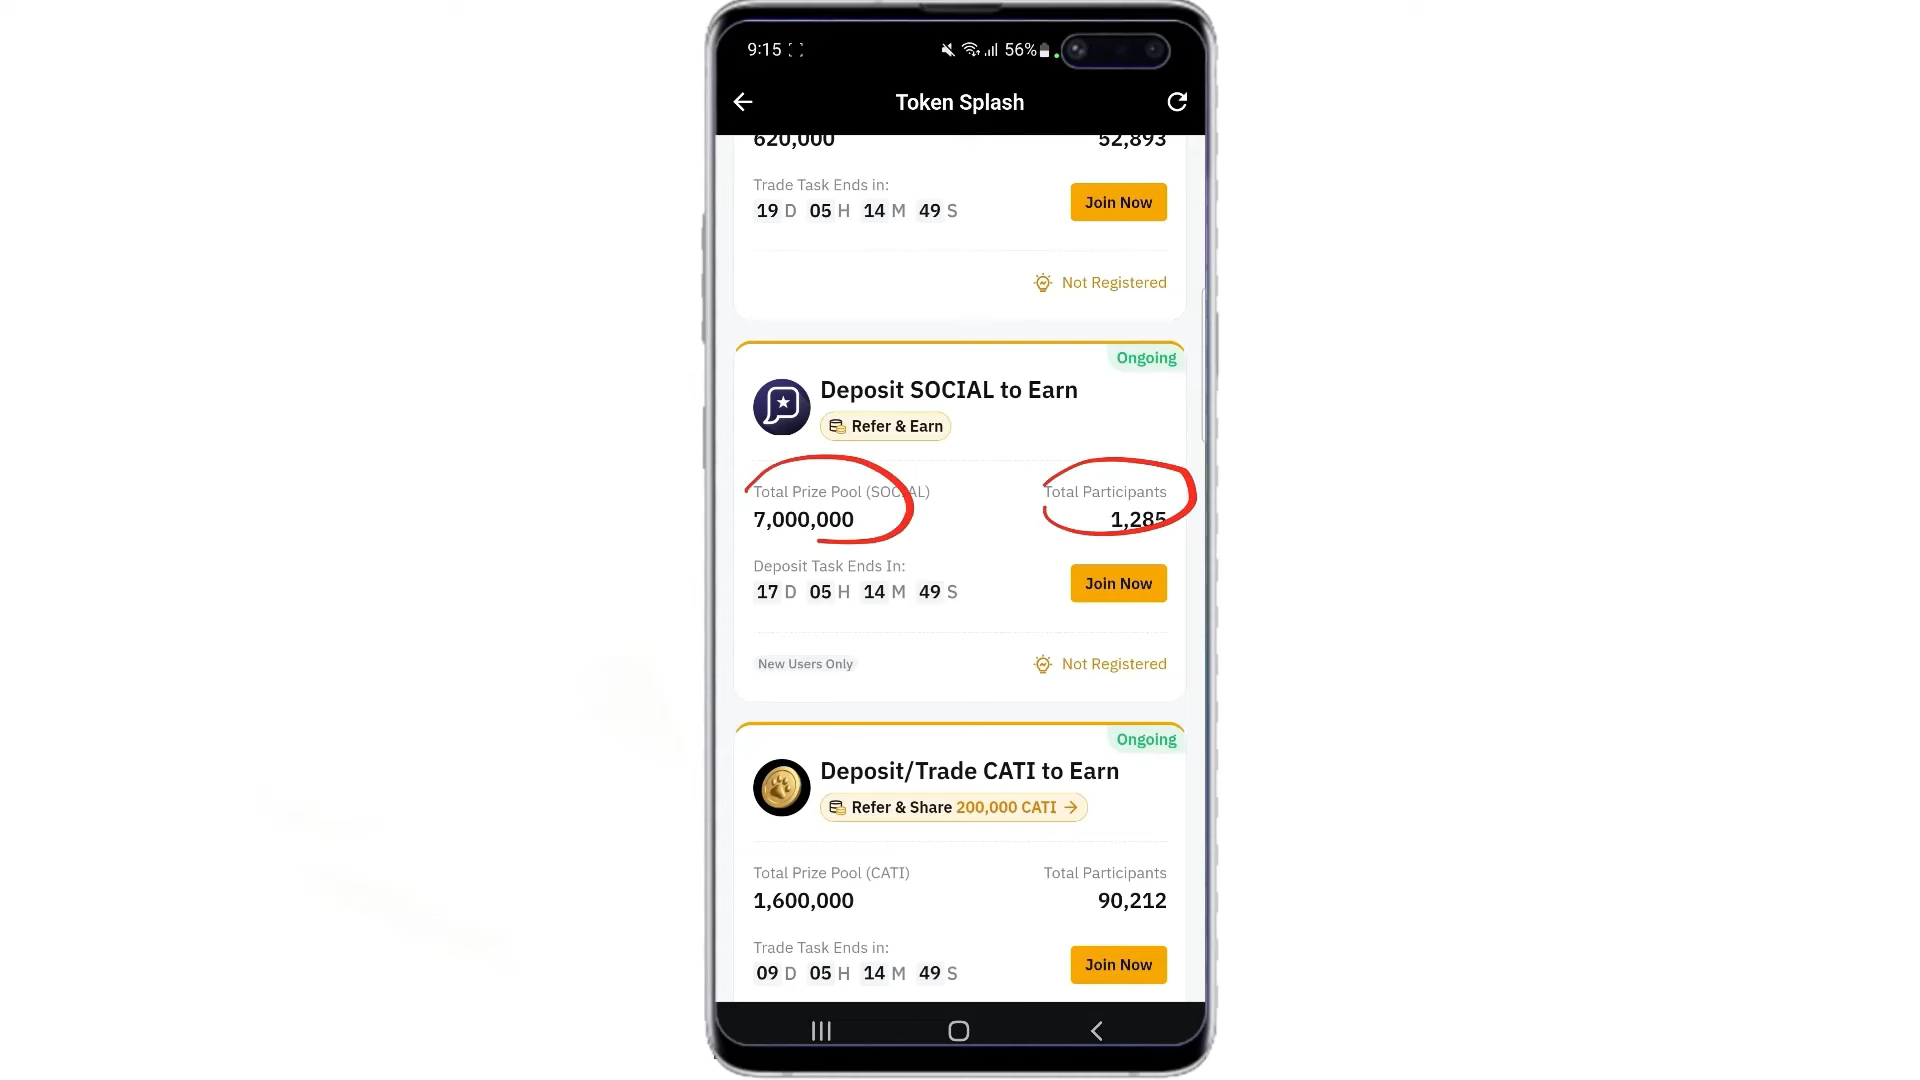 9:15
56%
Token Splash
620,000 52,893
Trade Task Ends in:
19 D 05 H 14 M 49 S
Join Now
Not Registered
Ongoing
Deposit SOCIAL to Earn
Refer & Earn
Total Prize Pool (SOCIAL) Total Participants
7,000,000 1,285
Deposit Task Ends In:
17 D 05 H 14 M 49 S
Join Now
New Users Only Not Registered
Ongoing
Deposit/Trade CATI to Earn
Refer & Share 200,000 CATI →
Total Prize Pool (CATI) Total Participants
1,600,000 90,212
Trade Task Ends in:
09 D 05 H 14 M 49 S
Join Now